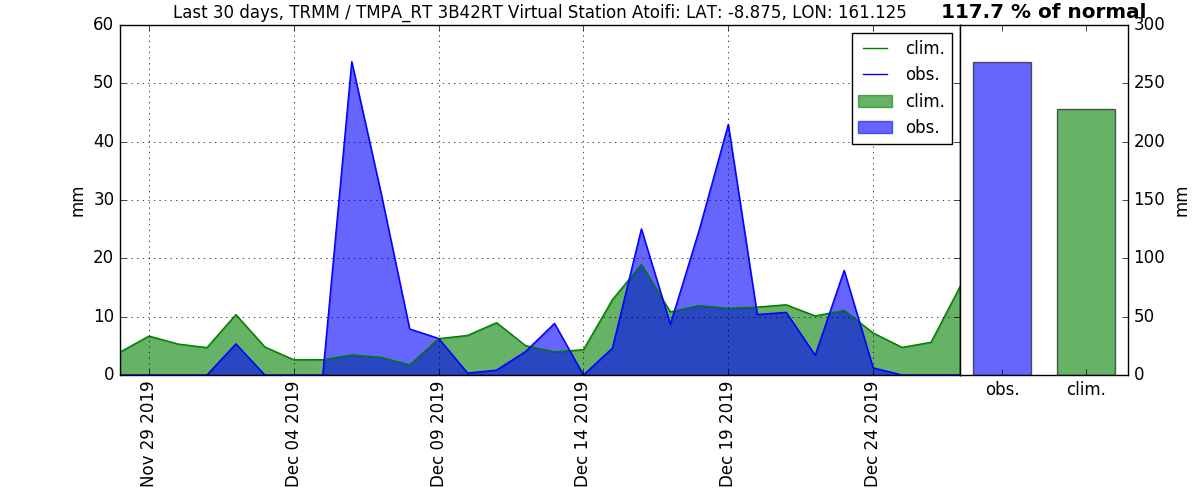 Last 30 days, TRMM / TMPA_RT 3B42RT Virtual Station Atoifi: LAT: -8.875, LON: 161.125
117.7 % of normal
60
50
40
30
20
10
0
mm
clim.
obs.
clim.
obs.
300
250
200
150
100
50
0
mm
Nov 29 2019
Dec 04 2019
Dec 09 2019
Dec 14 2019
Dec 19 2019
Dec 24 2019
obs.
clim.